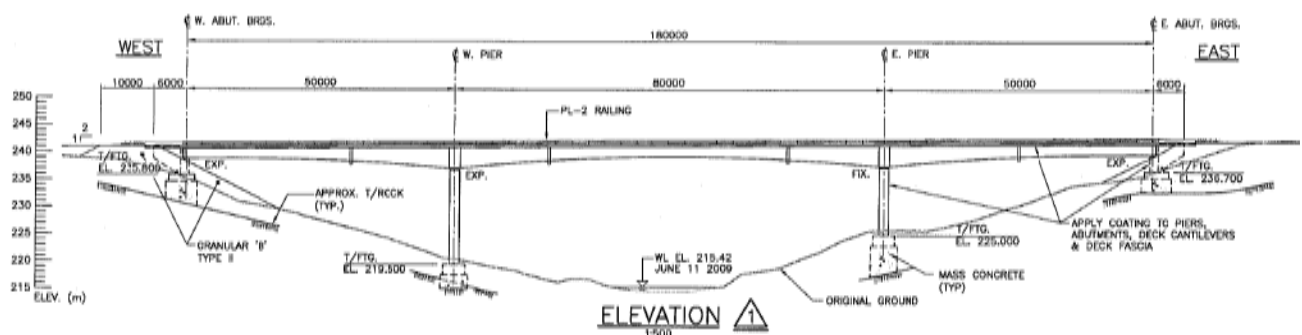 ℄ W. ABUT. BRGS.
℄ E. ABUT. BRGS.
WEST
180000
EAST
℄ W. PIER
℄ E. PIER
10000
6000
50000
80000
50000
6000
250
245
240
235
230
225
220
215
ELEV. (m)
1
2
PL-2 RAILING
T/FTG.
EL. 235.600
EXP.
EXP.
FIX.
EXP.
T/FTG.
EL. 236.700
APPROX. T/ROCK
(TYP.)
GRANULAR 'B'
TYPE II
APPLY COATING TO PIERS,
ABUTMENTS, DECK CANTILEVERS
& DECK FASCIA
T/FTG.
EL. 219.500
WL EL. 215.42
JUNE 11 2009
T/FTG.
EL. 225.000
MASS CONCRETE
(TYP)
ORIGINAL GROUND
ELEVATION
1
1:500